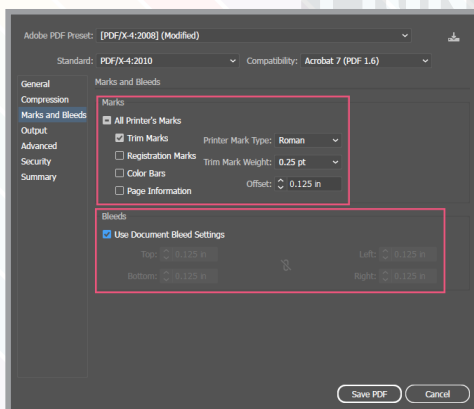 Adobe PDF Preset: [PDF/X-4:2008] (Modified)
Standard: PDF/X-4:2010 Compatibility: Acrobat 7 (PDF 1.6)
General
Compression
Marks and Bleeds
Output
Advanced
Security
Summary
Marks and Bleeds
Marks
All Printer's Marks
Trim Marks Printer Mark Type: Roman
Registration Marks Trim Mark Weight: 0.25 pt
Color Bars
Offset: 0.125 in
Page Information
Bleeds
Use Document Bleed Settings
Top: 0.125 in Left: 0.125 in
Bottom: 0.125 in Right: 0.125 in
Save PDF Cancel